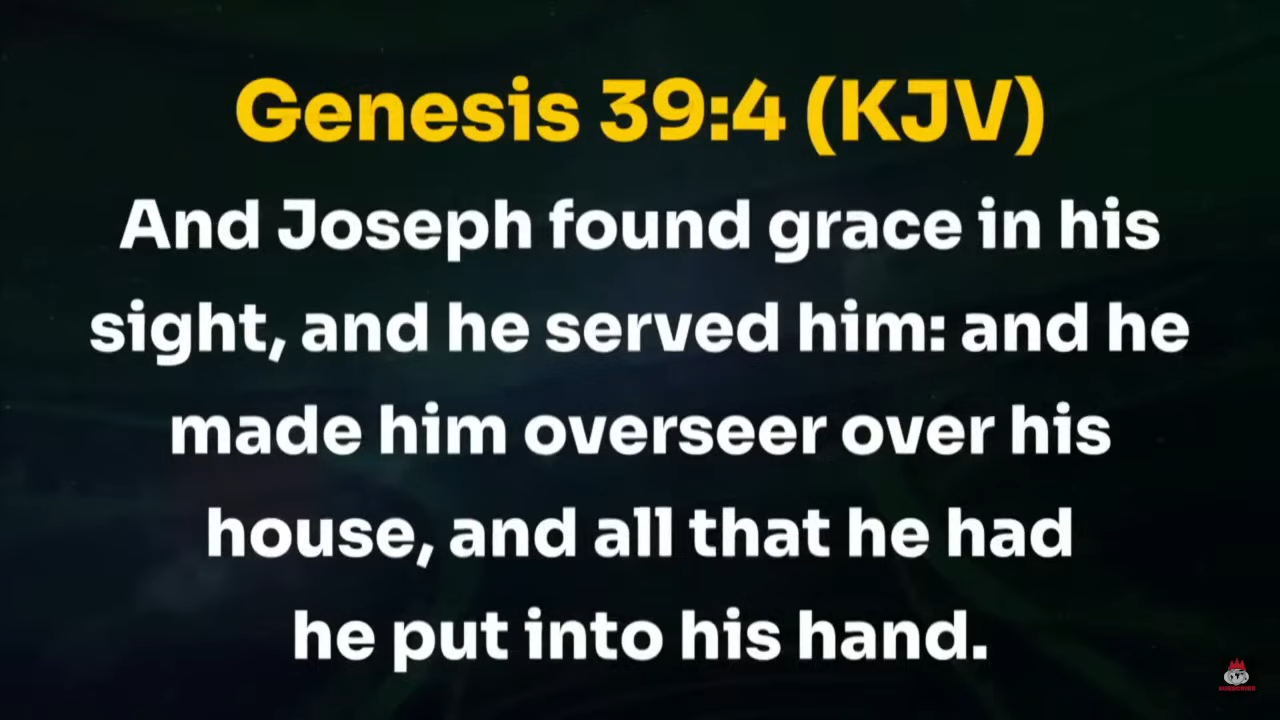 Genesis 39:4 (KJV)
And Joseph found grace in his
sight, and he served him: and he
made him overseer over his
house, and all that he had
he put into his hand.
SUBSCRIBE